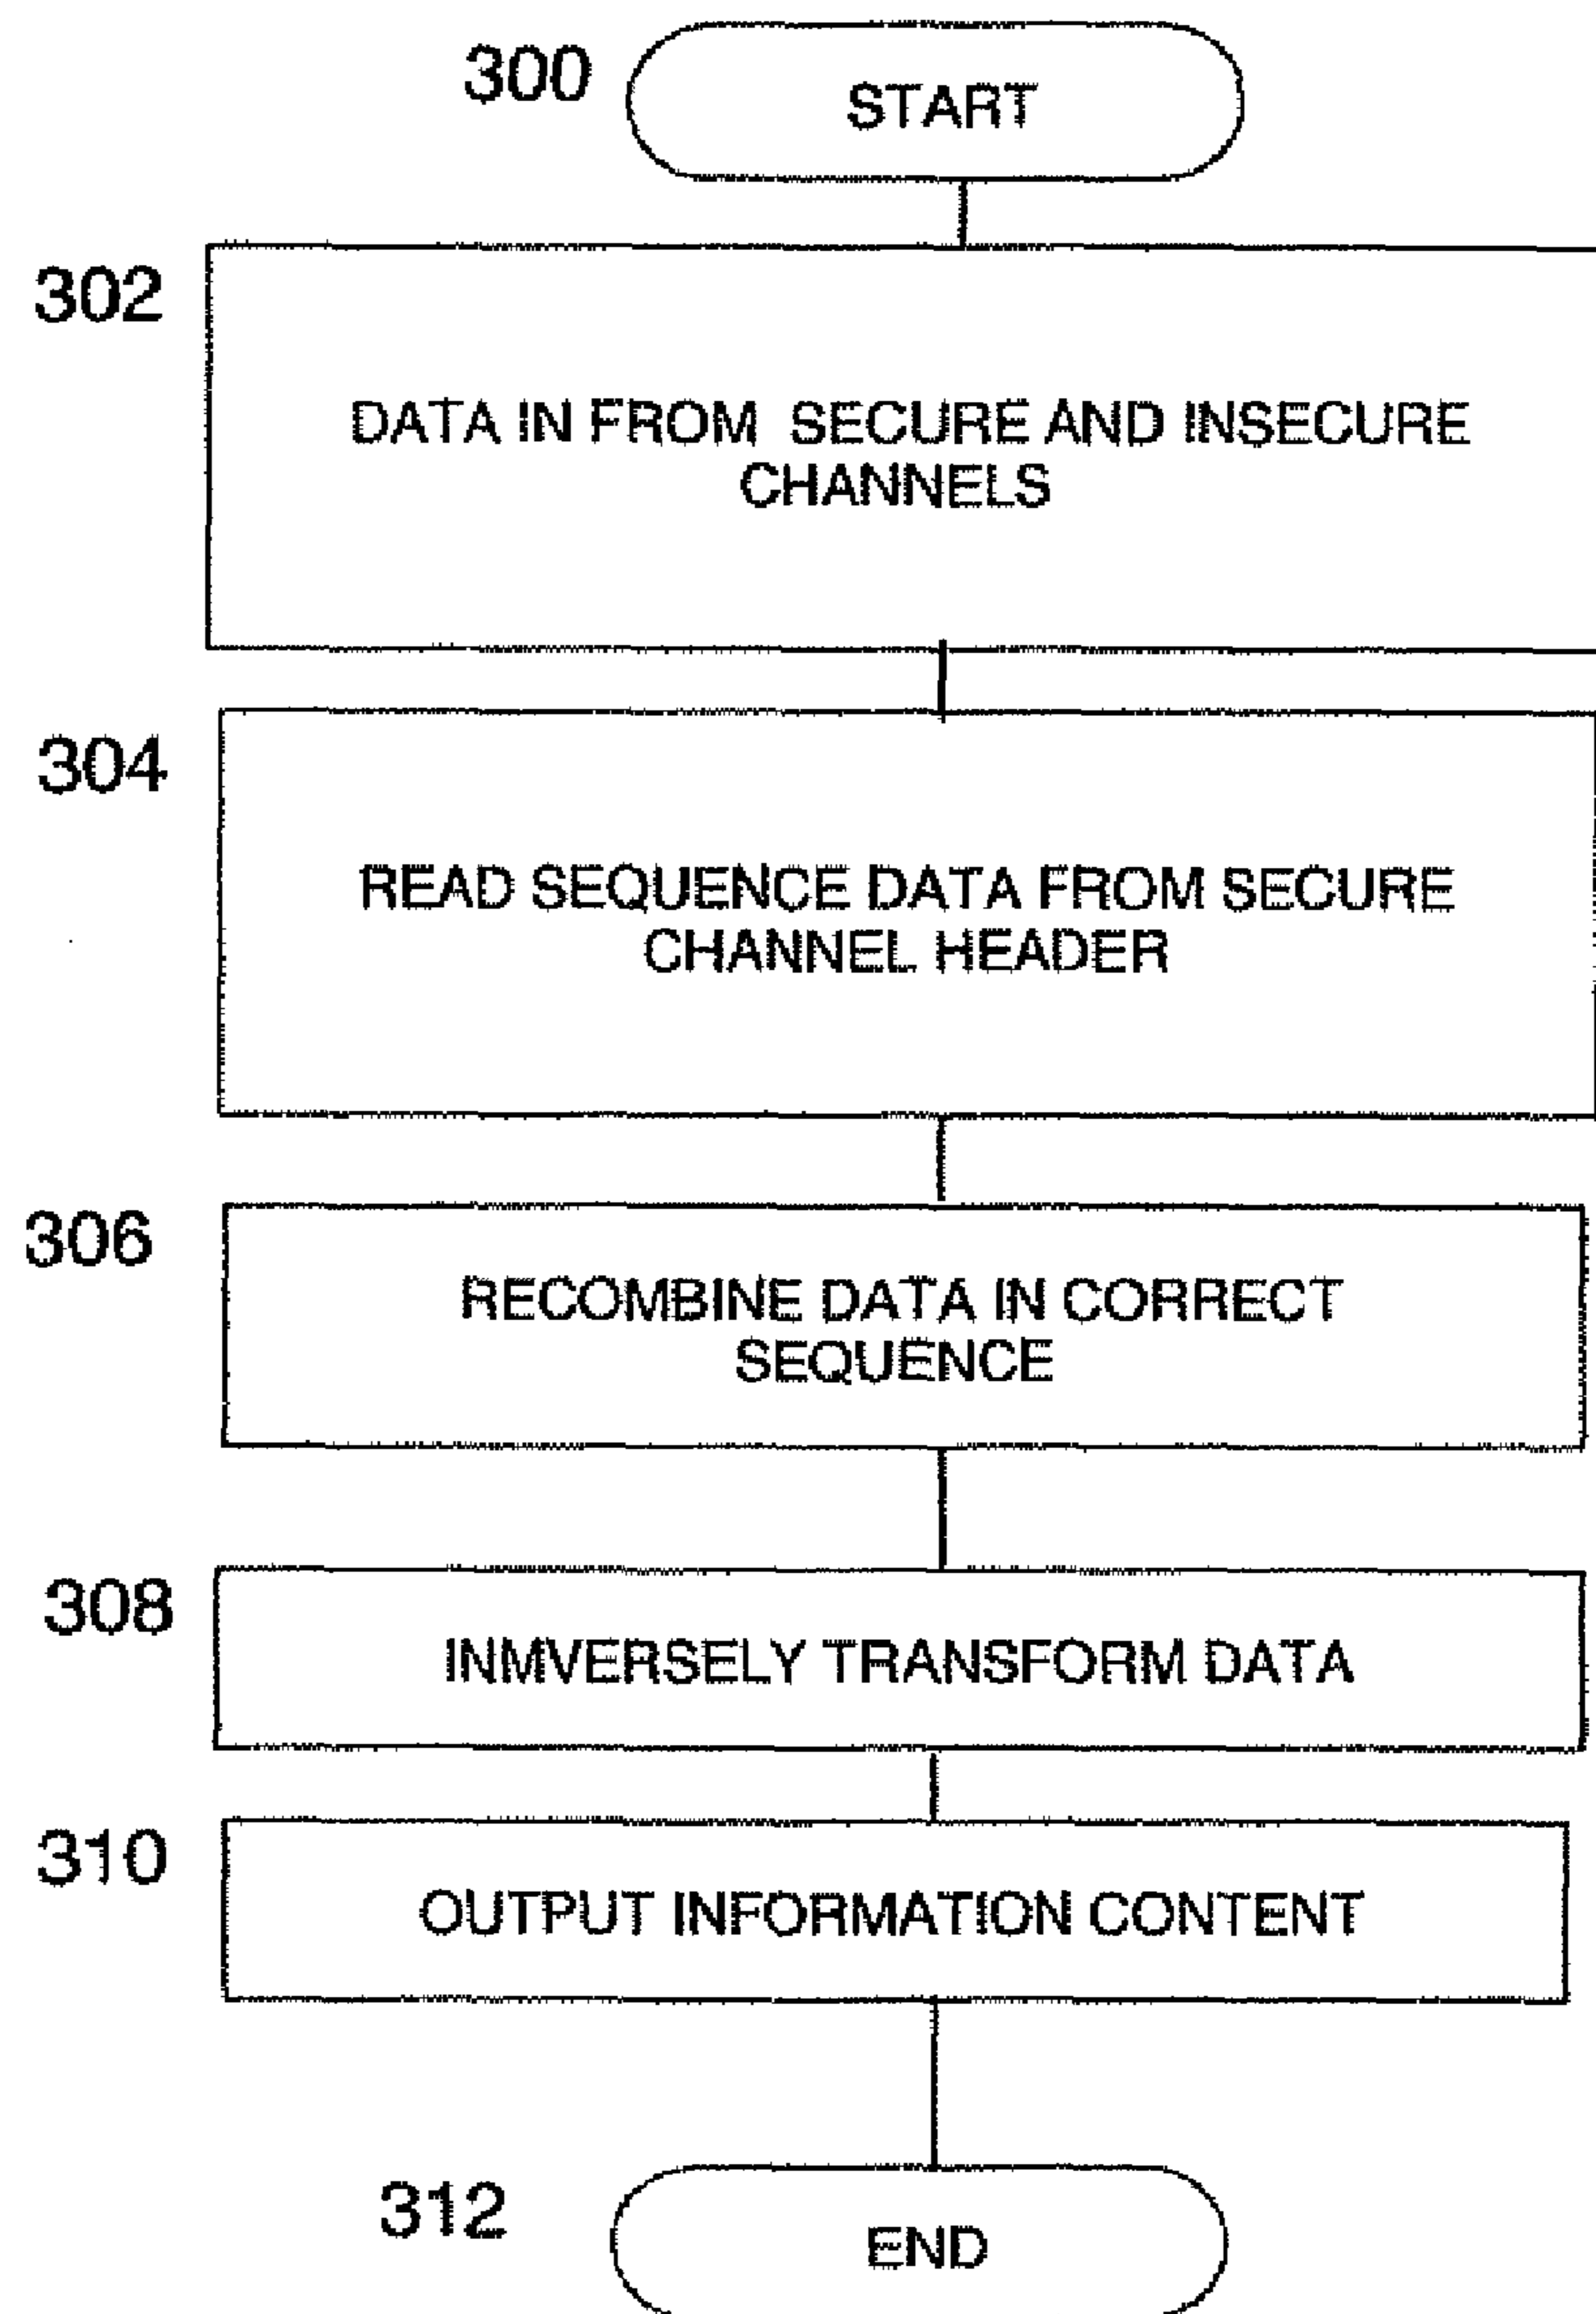 300
START
302
DATA IN FROM SECURE AND INSECURE
CHANNELS
304
READ SEQUENCE DATA FROM SECURE
CHANNEL HEADER
306
RECOMBINE DATA IN CORRECT
SEQUENCE
308
INMVERSELY TRANSFORM DATA
310
OUTPUT INFORMATION CONTENT
312
END